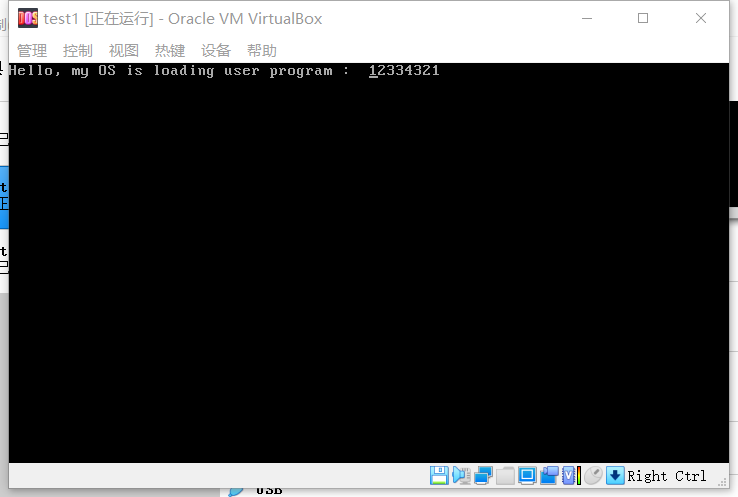 test1 [正在运行] - Oracle VM VirtualBox
管理 控制 视图 热键 设备 帮助
Hello, my OS is loading user program :  12334321
Right Ctrl
USB